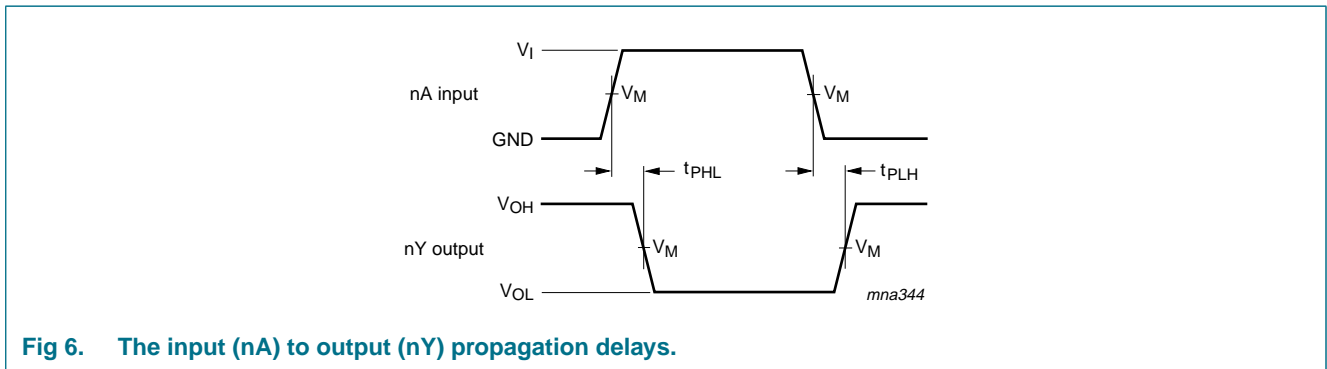 VI
nA input
VM
VM
GND
tPHL
tPLH
VOH
nY output
VM
VM
VOL
mna344
Fig 6. The input (nA) to output (nY) propagation delays.